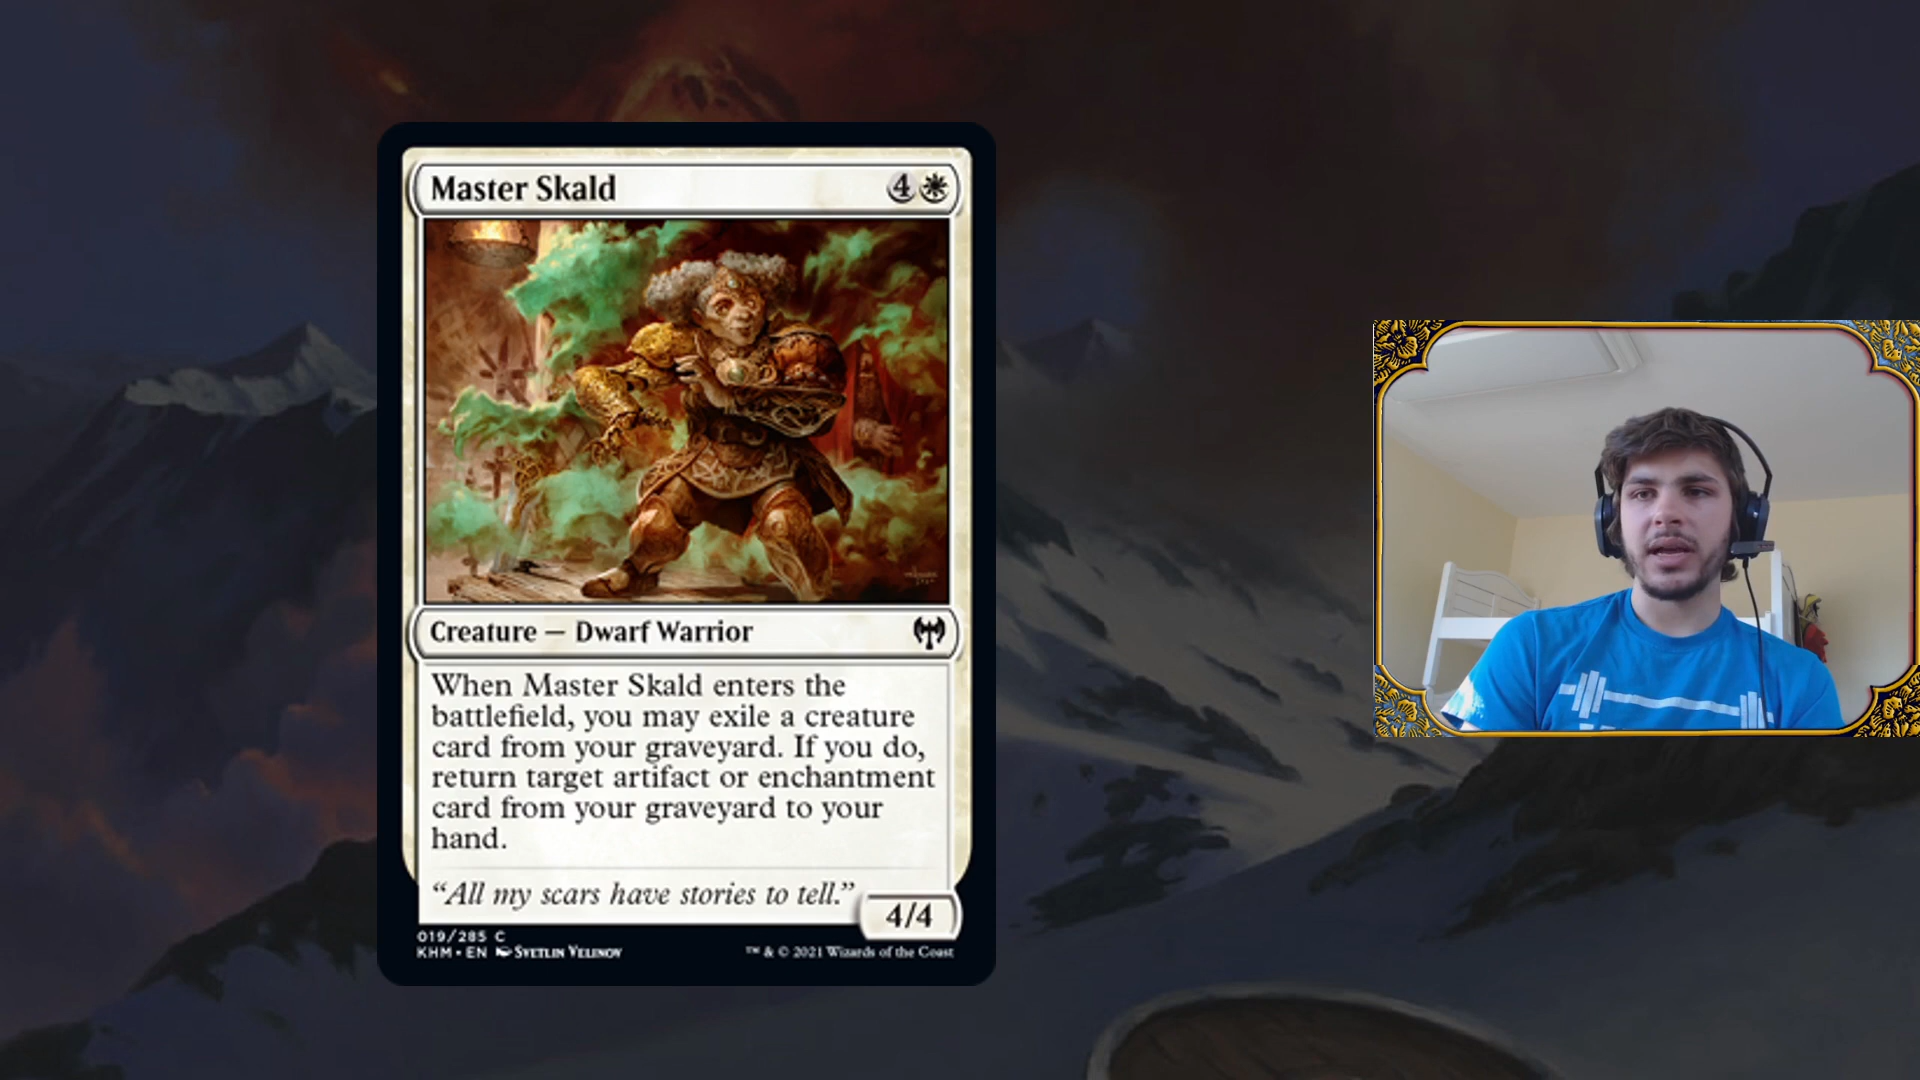 Master Skald
4
Creature — Dwarf Warrior
When Master Skald enters the
battlefield, you may exile a creature
card from your graveyard. If you do,
return target artifact or enchantment
card from your graveyard to your
hand.
“All my scars have stories to tell.”
4/4
019/285 C
KHM • EN Svetlin Velinov
™ & © 2021 Wizards of the Coast